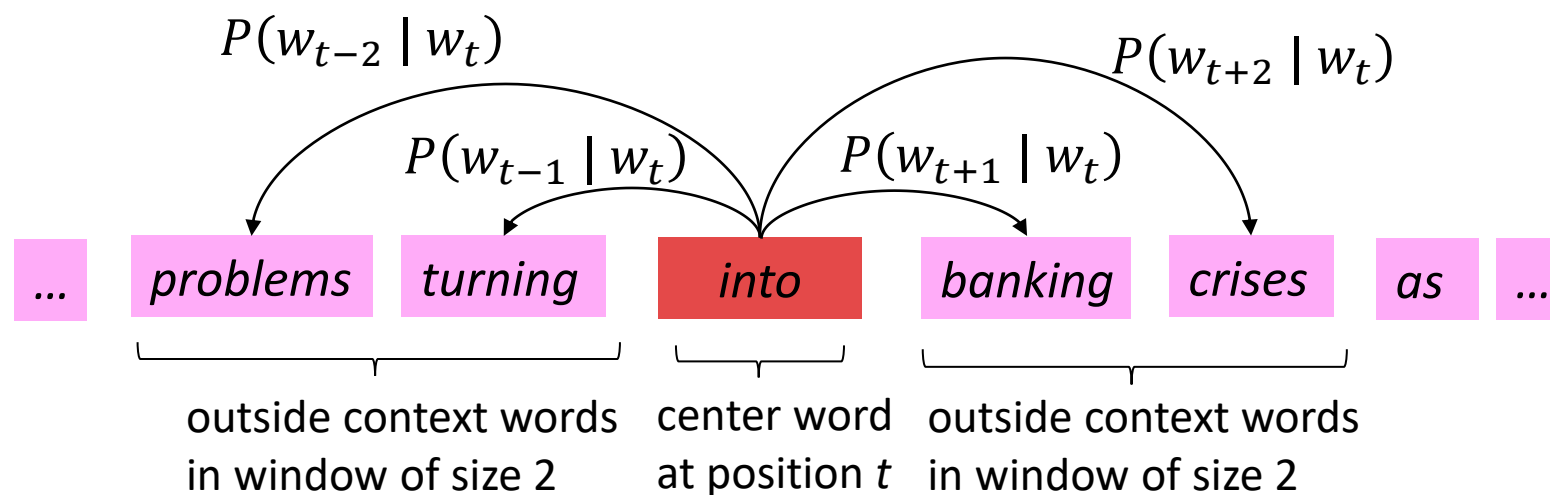 P(w_{t−2} | w_t)
P(w_{t+2} | w_t)
P(w_{t−1} | w_t)
P(w_{t+1} | w_t)
... problems turning into banking crises as ...
outside context words
in window of size 2
center word
at position t
outside context words
in window of size 2